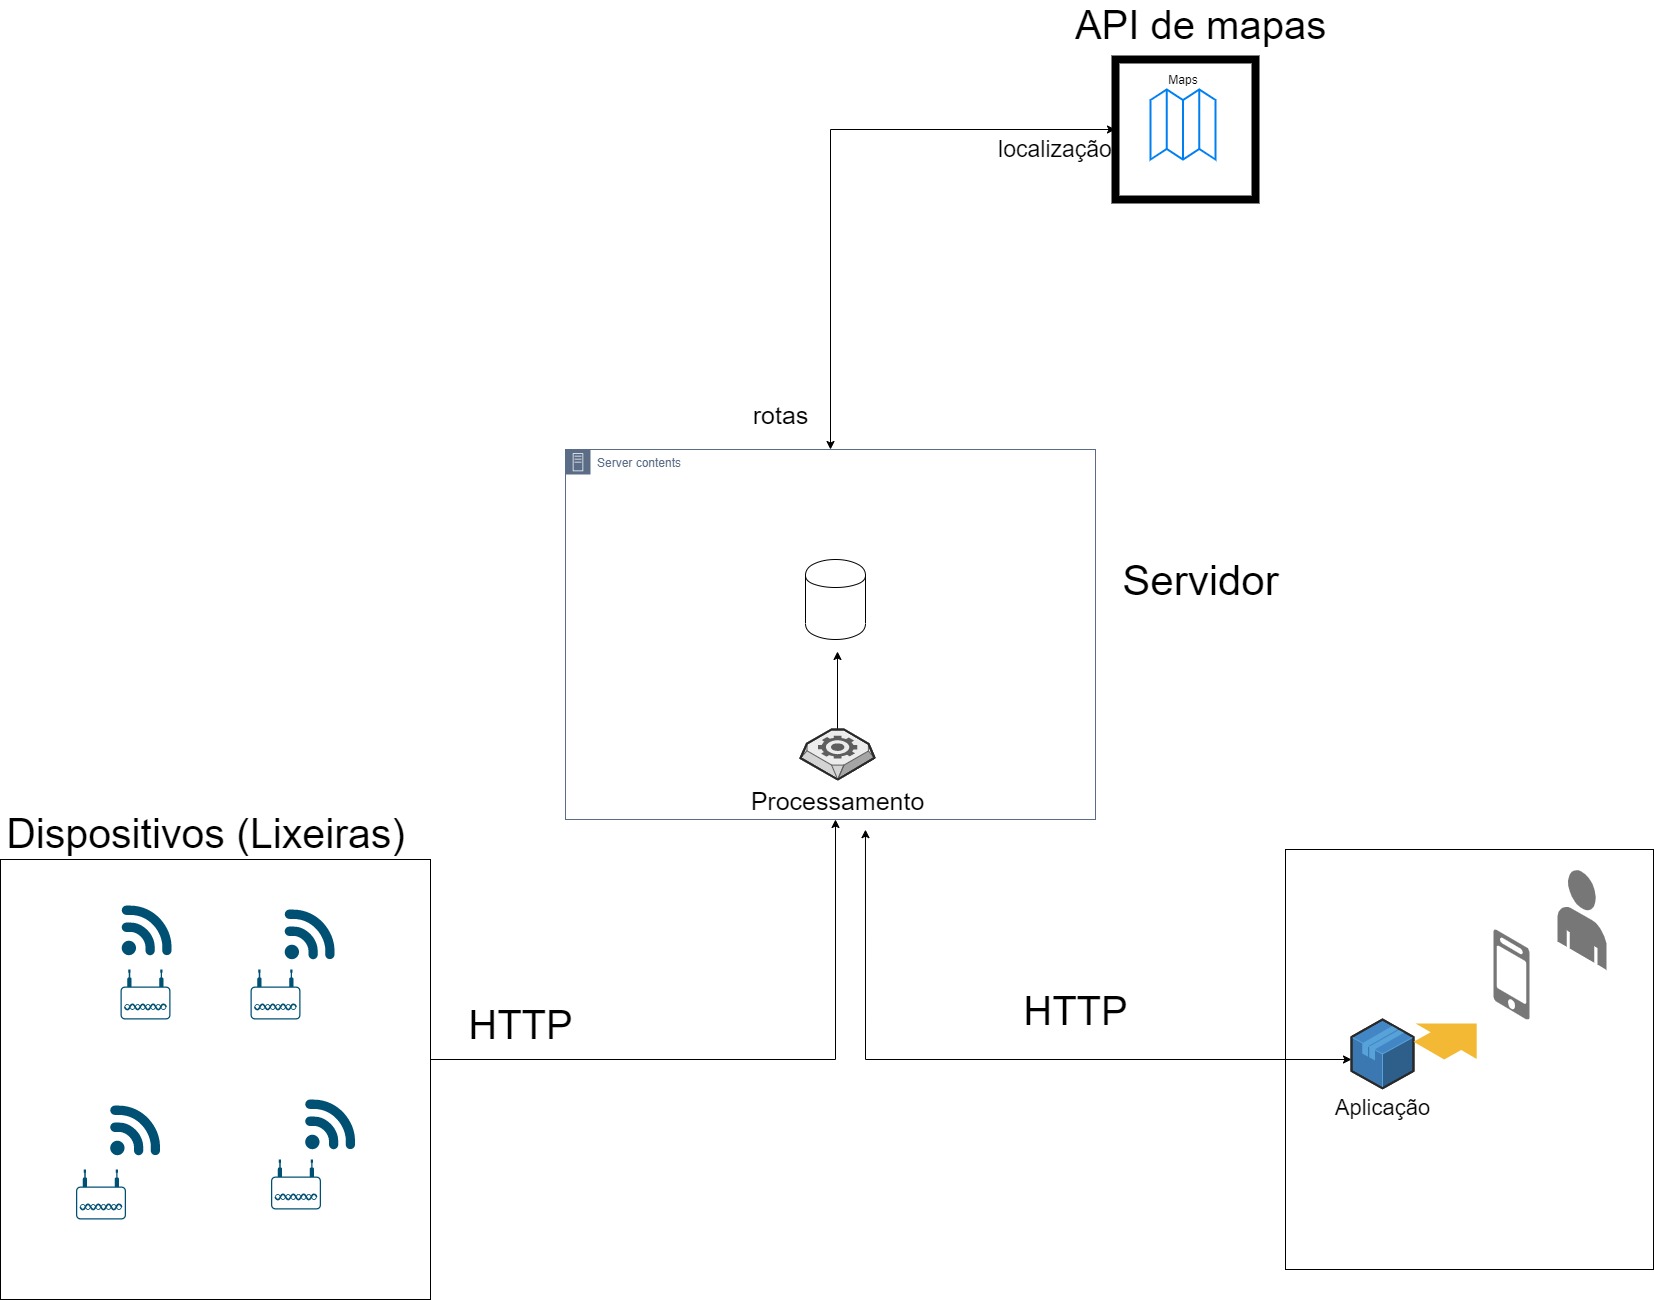 API de mapas
Maps
localização
rotas
Server contents
Servidor
Processamento
Dispositivos (Lixeiras)
HTTP
HTTP
Aplicação